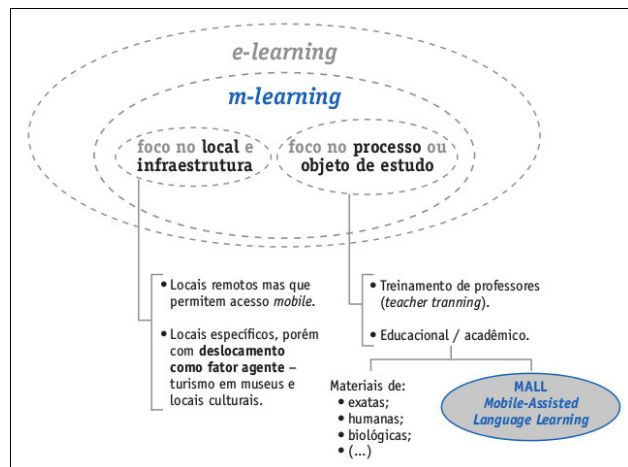 e-learning
m-learning
foco no local e
infraestrutura
foco no processo ou
objeto de estudo
• Locais remotos mas que
permitem acesso mobile.
• Locais específicos, porém
com deslocamento
como fator agente –
turismo em museus e
locais culturais.
• Treinamento de professores
(teacher tranning).
• Educacional / acadêmico.
Materiais de:
• exatas;
• humanas;
• biológicas;
• (...)
MALL
Mobile-Assisted
Language Learning